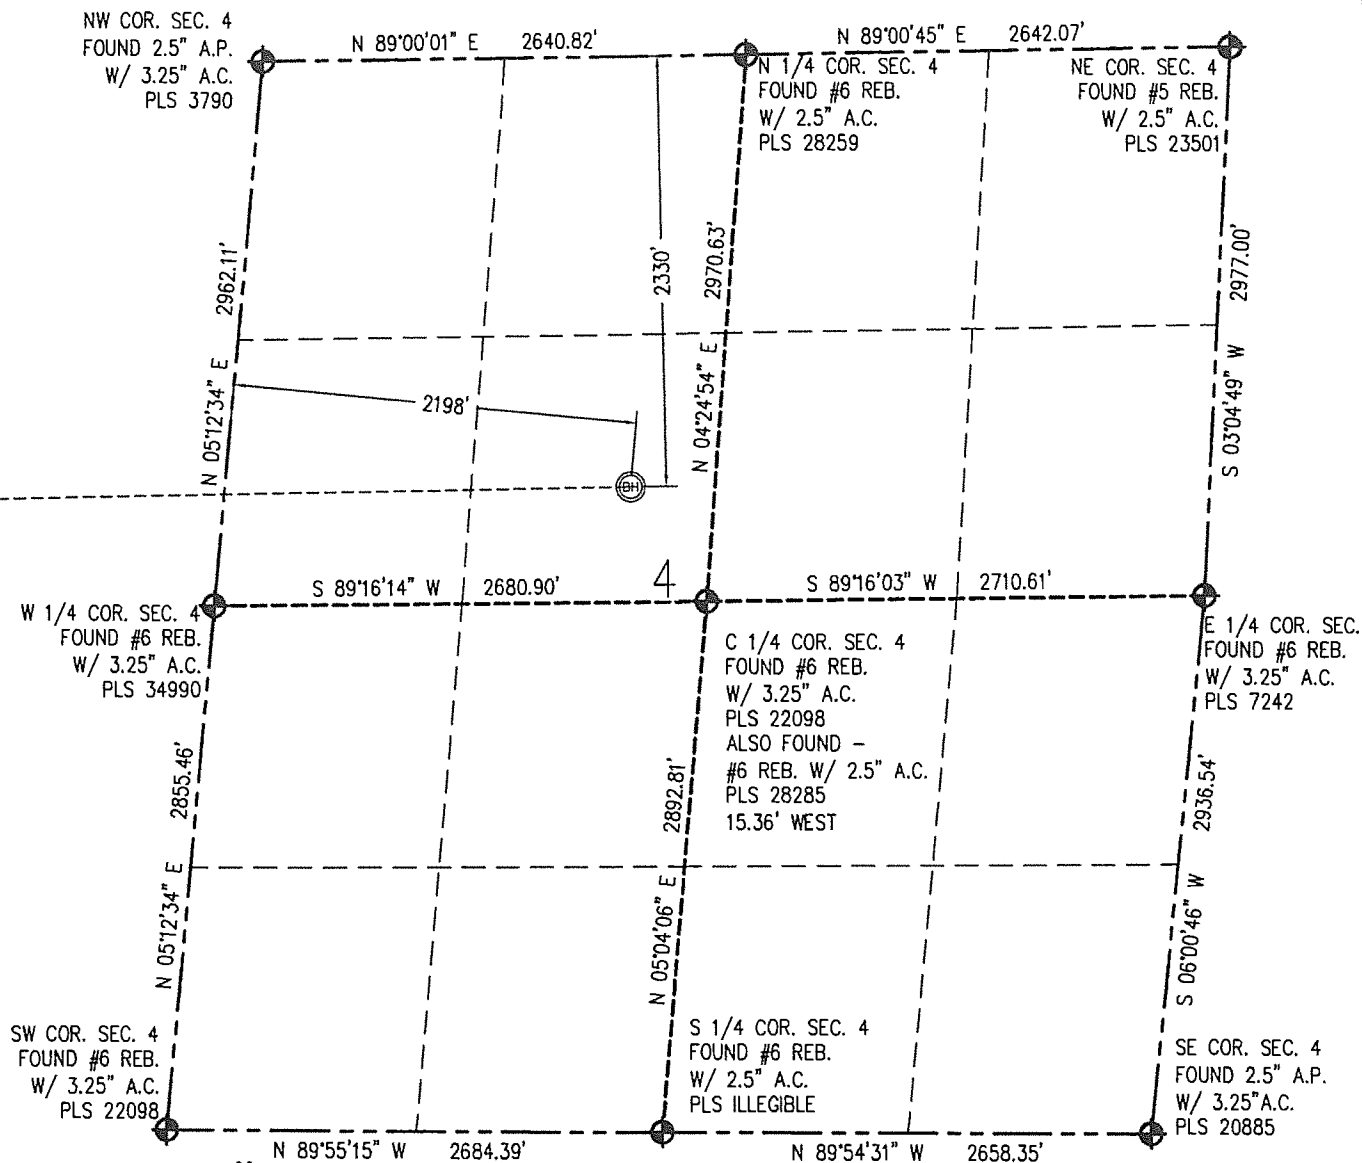 NW COR. SEC. 4
FOUND 2.5" A.P.
W/ 3.25" A.C.
PLS 3790
N 89°00'01" E 2640.82'
N 89°00'45" E 2642.07'
N 1/4 COR. SEC. 4
FOUND #6 REB.
W/ 2.5" A.C.
PLS 28259
NE COR. SEC. 4
FOUND #5 REB.
W/ 2.5" A.C.
PLS 23501
N 05°12'34" E 2962.11'
2330'
N 04°24'54" E 2970.63'
S 03°04'49" W 2977.00'
2198'
BH
S 89°16'14" W 2680.90'
4
S 89°16'03" W 2710.61'
W 1/4 COR. SEC. 4
FOUND #6 REB.
W/ 3.25" A.C.
PLS 34990
C 1/4 COR. SEC. 4
FOUND #6 REB.
W/ 3.25" A.C.
PLS 22098
ALSO FOUND -
#6 REB. W/ 2.5" A.C.
PLS 28285
15.36' WEST
E 1/4 COR. SEC.
FOUND #6 REB.
W/ 3.25" A.C.
PLS 7242
N 05°12'34" E 2855.46'
N 05°04'06" E 2892.81'
S 06°00'46" W 2936.54'
SW COR. SEC. 4
FOUND #6 REB.
W/ 3.25" A.C.
PLS 22098
S 1/4 COR. SEC. 4
FOUND #6 REB.
W/ 2.5" A.C.
PLS ILLEGIBLE
SE COR. SEC. 4
FOUND 2.5" A.P.
W/ 3.25"A.C.
PLS 20885
N 89°55'15" W 2684.39'
N 89°54'31" W 2658.35'